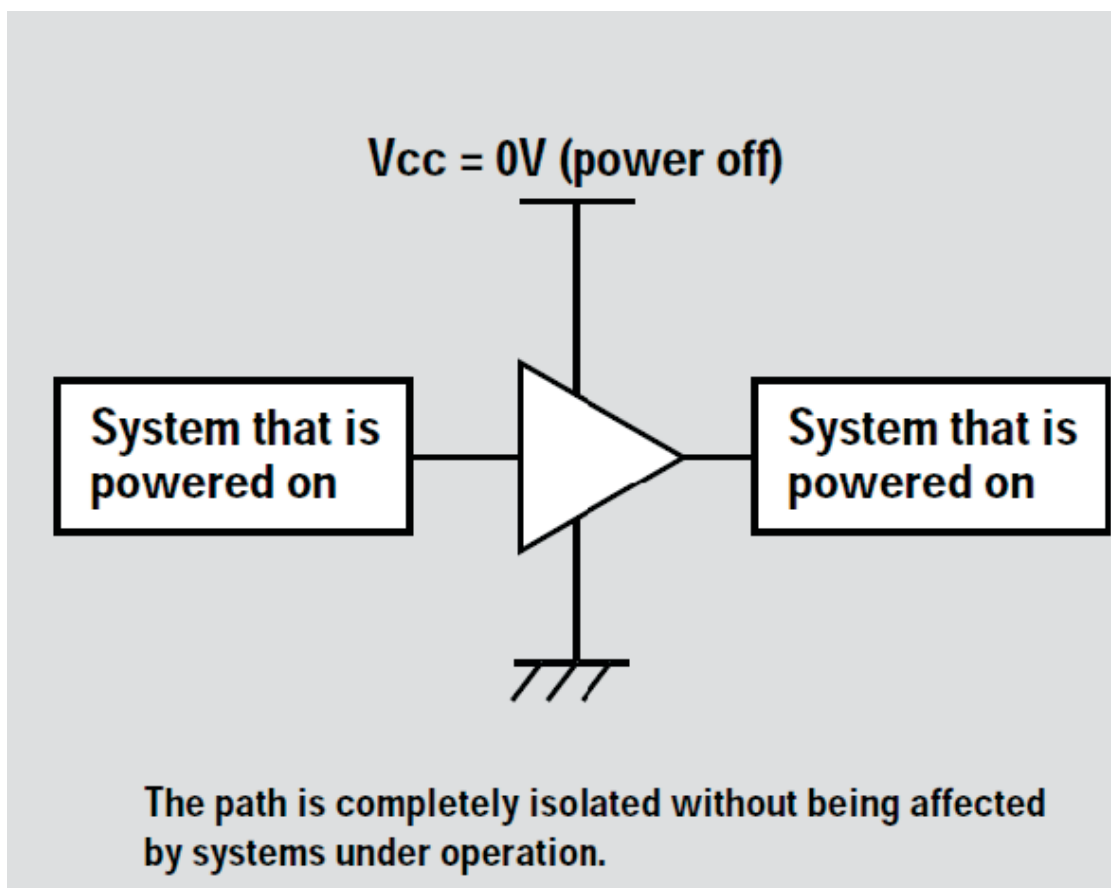 Vcc = 0V (power off)
System that is
powered on
System that is
powered on
The path is completely isolated without being affected
by systems under operation.